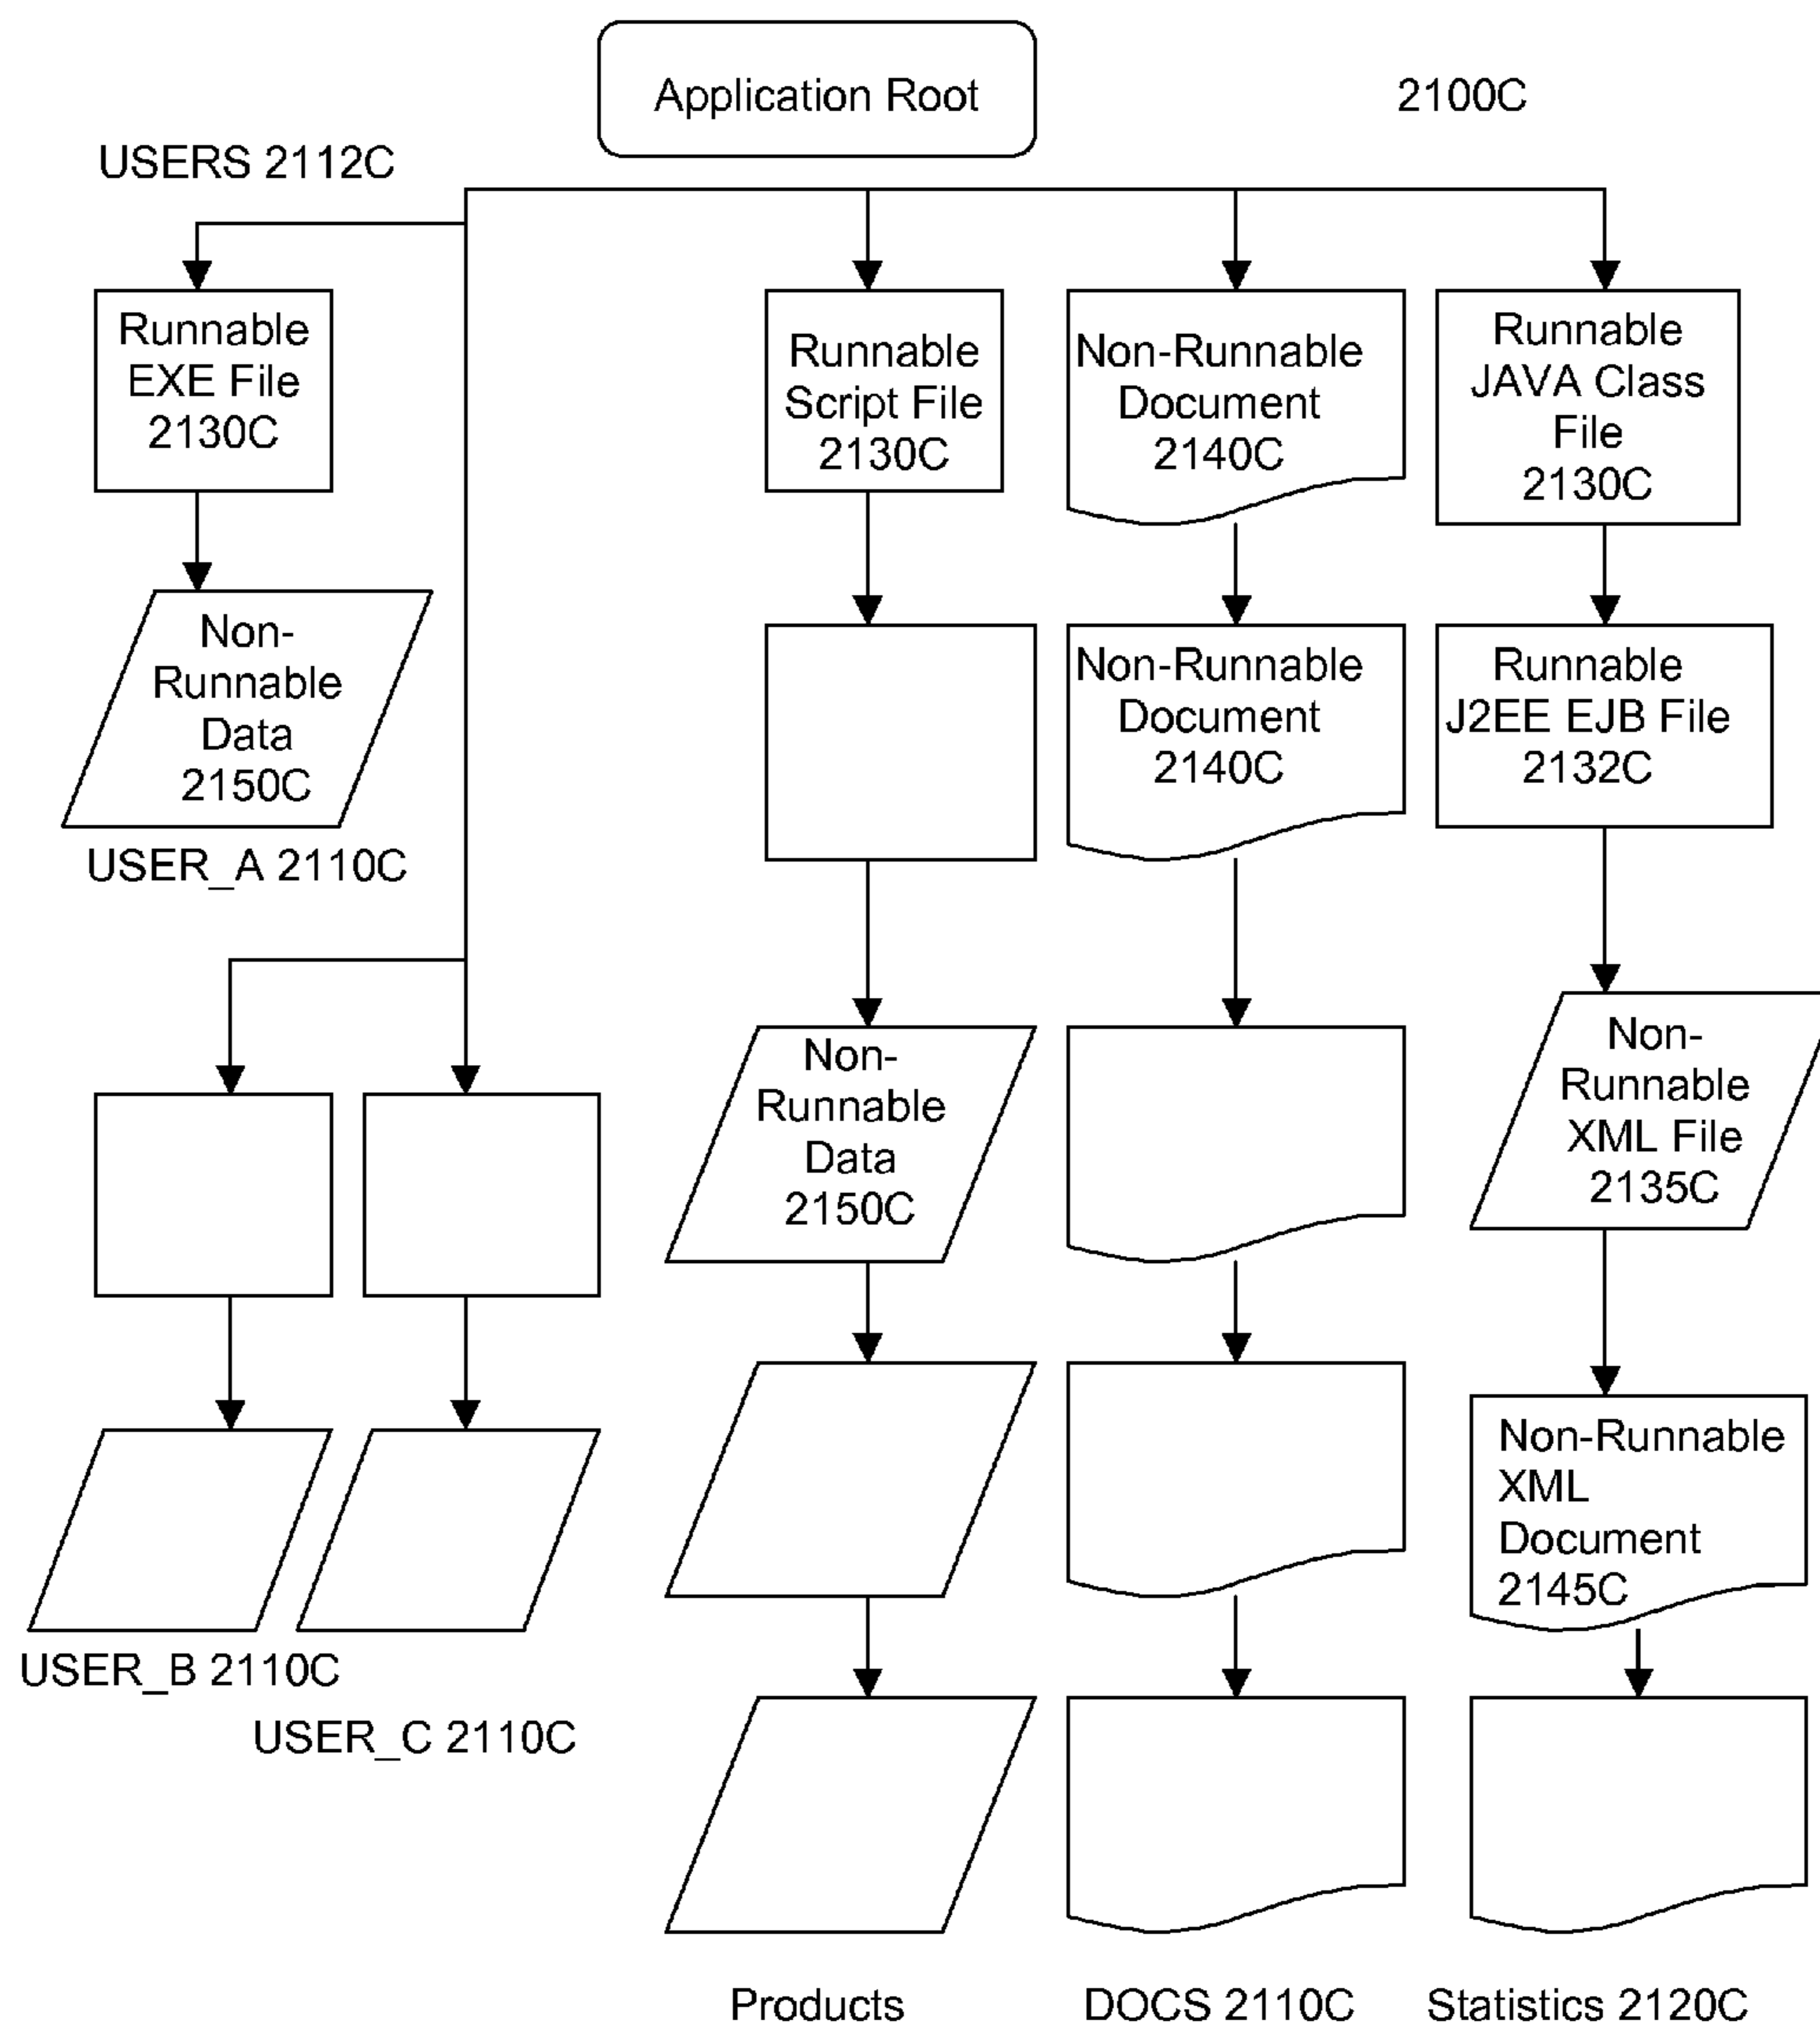 Application Root
2100C
USERS 2112C
Runnable
EXE File
2130C
Runnable
Script File
2130C
Non-Runnable
Document
2140C
Runnable
JAVA Class
File
2130C
Non-
Runnable
Data
2150C
USER_A 2110C
Non-Runnable
Document
2140C
Runnable
J2EE EJB File
2132C
Non-
Runnable
Data
2150C
Non-
Runnable
XML File
2135C
Non-Runnable
XML
Document
2145C
USER_B 2110C
USER_C 2110C
Products
DOCS 2110C
Statistics 2120C